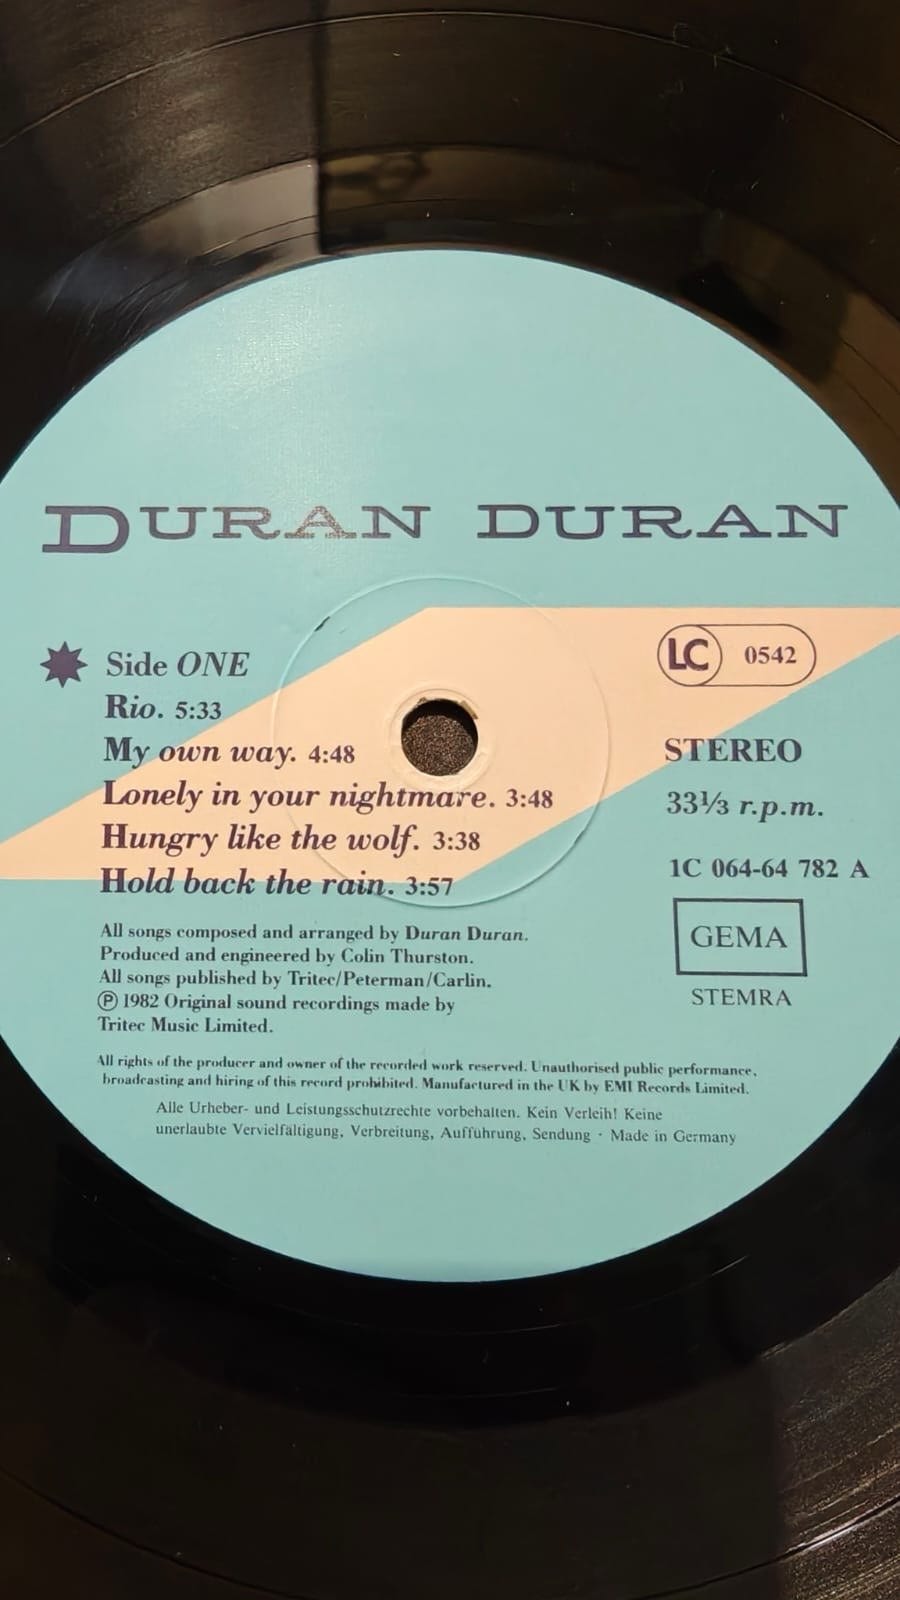 DURAN DURAN
Side ONE
Rio. 5:33
My own way. 4:48
Lonely in your nightmare. 3:48
Hungry like the wolf. 3:38
Hold back the rain. 3:57
LC 0542
STEREO
33⅓ r.p.m.
1C 064-64 782 A
GEMA
STEMRA
All songs composed and arranged by Duran Duran.
Produced and engineered by Colin Thurston.
All songs published by Tritec/Peterman/Carlin.
Ⓟ 1982 Original sound recordings made by
Tritec Music Limited.
All rights of the producer and owner of the recorded work reserved. Unauthorised public performance,
broadcasting and hiring of this record prohibited. Manufactured in the UK by EMI Records Limited.
Alle Urheber- und Leistungsschutzrechte vorbehalten. Kein Verleih! Keine
unerlaubte Vervielfältigung, Verbreitung, Aufführung, Sendung · Made in Germany